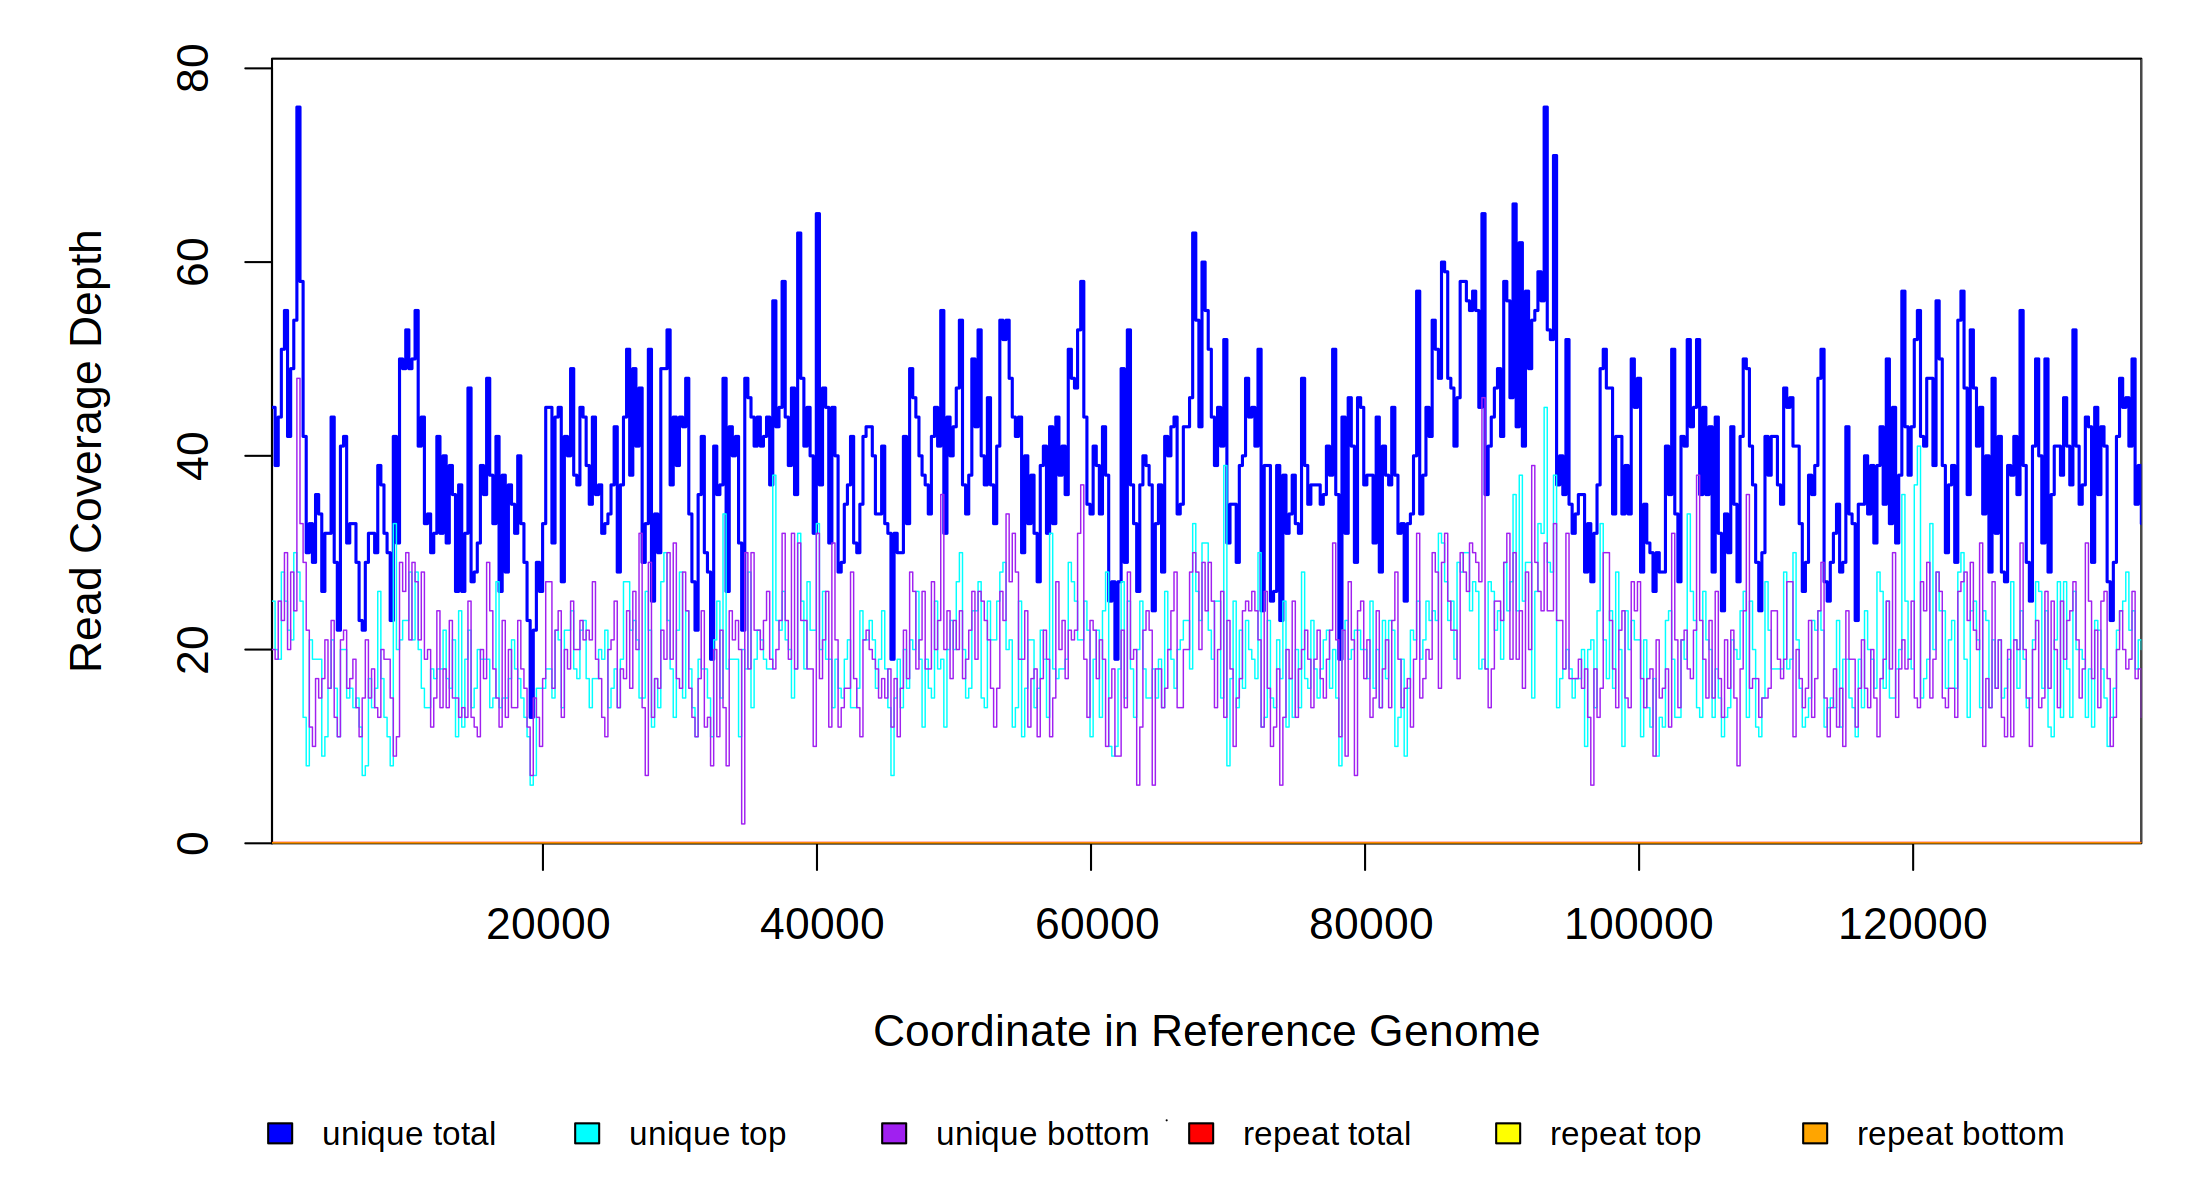 80
60
40
20
0
Read Coverage Depth
20000 40000 60000 80000 100000 120000
Coordinate in Reference Genome
unique total unique top unique bottom repeat total repeat top repeat bottom